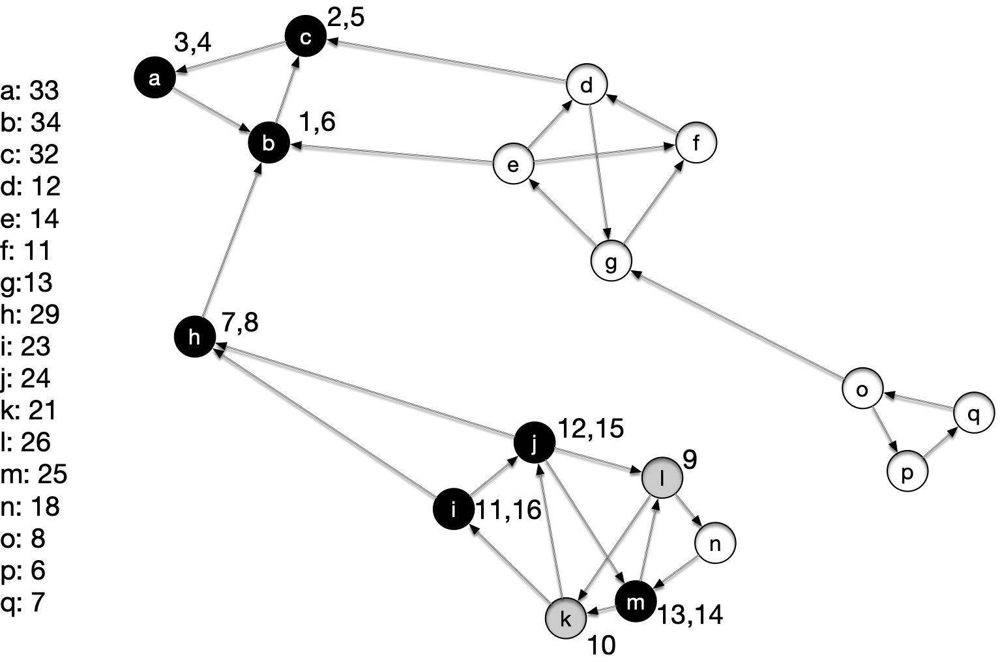 a: 33
b: 34
c: 32
d: 12
e: 14
f: 11
g:13
h: 29
i: 23
j: 24
k: 21
l: 26
m: 25
n: 18
o: 8
p: 6
q: 7
c
2,5
3,4
a
d
1,6
b
f
e
g
7,8
h
o
q
j
12,15
l
9
p
i
11,16
n
m
13,14
k
10